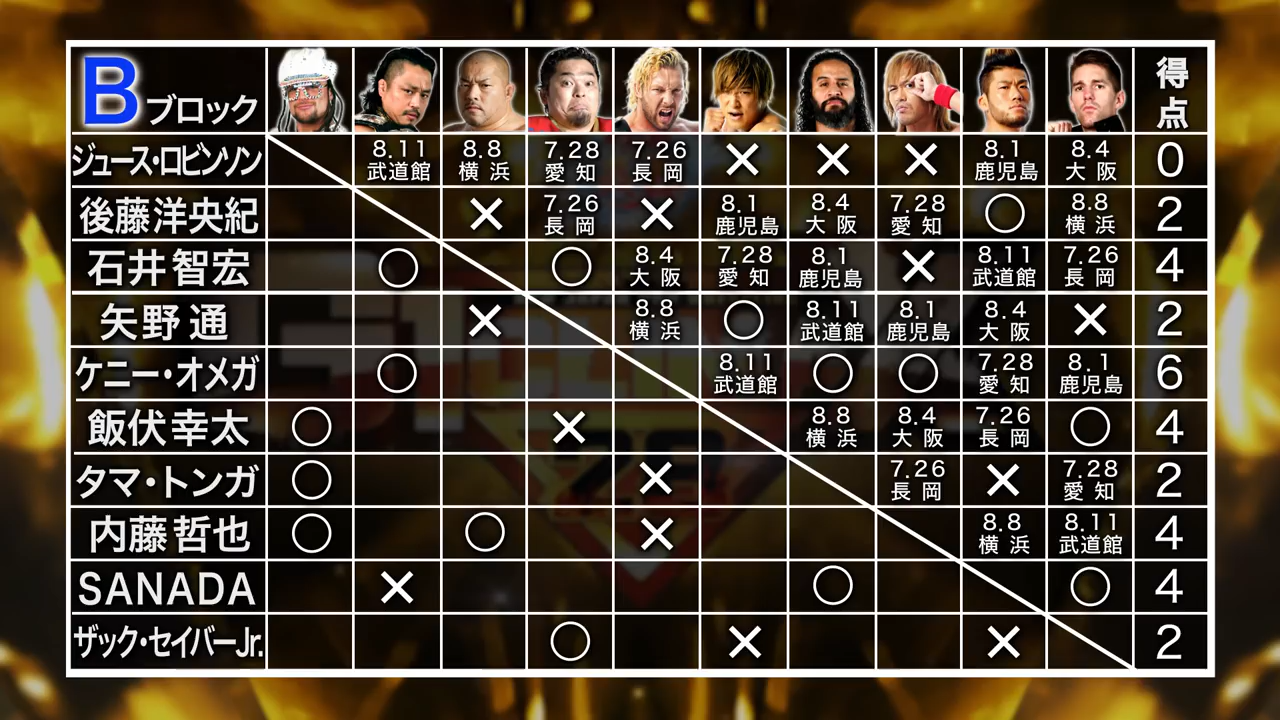 Bブロック 得点
ジュース・ロビンソン 8.11 武道館 8.8 横浜 7.28 愛知 7.26 長岡 × × × 8.1 鹿児島 8.4 大阪 0
後藤洋央紀 × 7.26 長岡 × 8.1 鹿児島 8.4 大阪 7.28 愛知 ○ 8.8 横浜 2
石井智宏 ○ ○ 8.4 大阪 7.28 愛知 8.1 鹿児島 × 8.11 武道館 7.26 長岡 4
矢野通 × 8.8 横浜 ○ 8.11 武道館 8.1 鹿児島 8.4 大阪 × 2
ケニー・オメガ ○ 8.11 武道館 ○ ○ 7.28 愛知 8.1 鹿児島 6
飯伏幸太 ○ × 8.8 横浜 8.4 大阪 7.26 長岡 ○ 4
タマ・トンガ ○ × 7.26 長岡 × 7.28 愛知 2
内藤哲也 ○ ○ × 8.8 横浜 8.11 武道館 4
SANADA × ○ ○ 4
ザック・セイバーJr. ○ × × 2